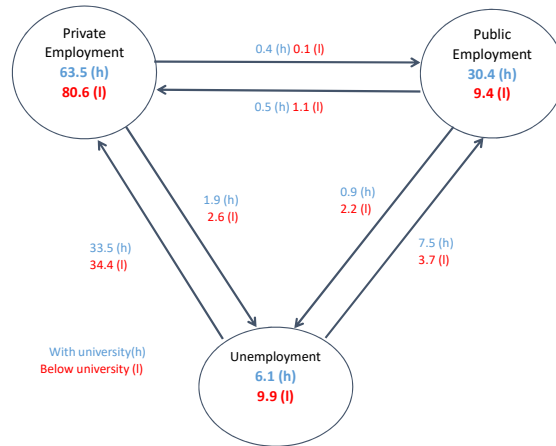 Private
Employment
63.5 (h)
80.6 (l)
0.4 (h) 0.1 (l)
Public
Employment
30.4 (h)
9.4 (l)
0.5 (h) 1.1 (l)
1.9 (h)
2.6 (l)
0.9 (h)
2.2 (l)
33.5 (h)
34.4 (l)
7.5 (h)
3.7 (l)
With university(h)
Below university (l)
Unemployment
6.1 (h)
9.9 (l)